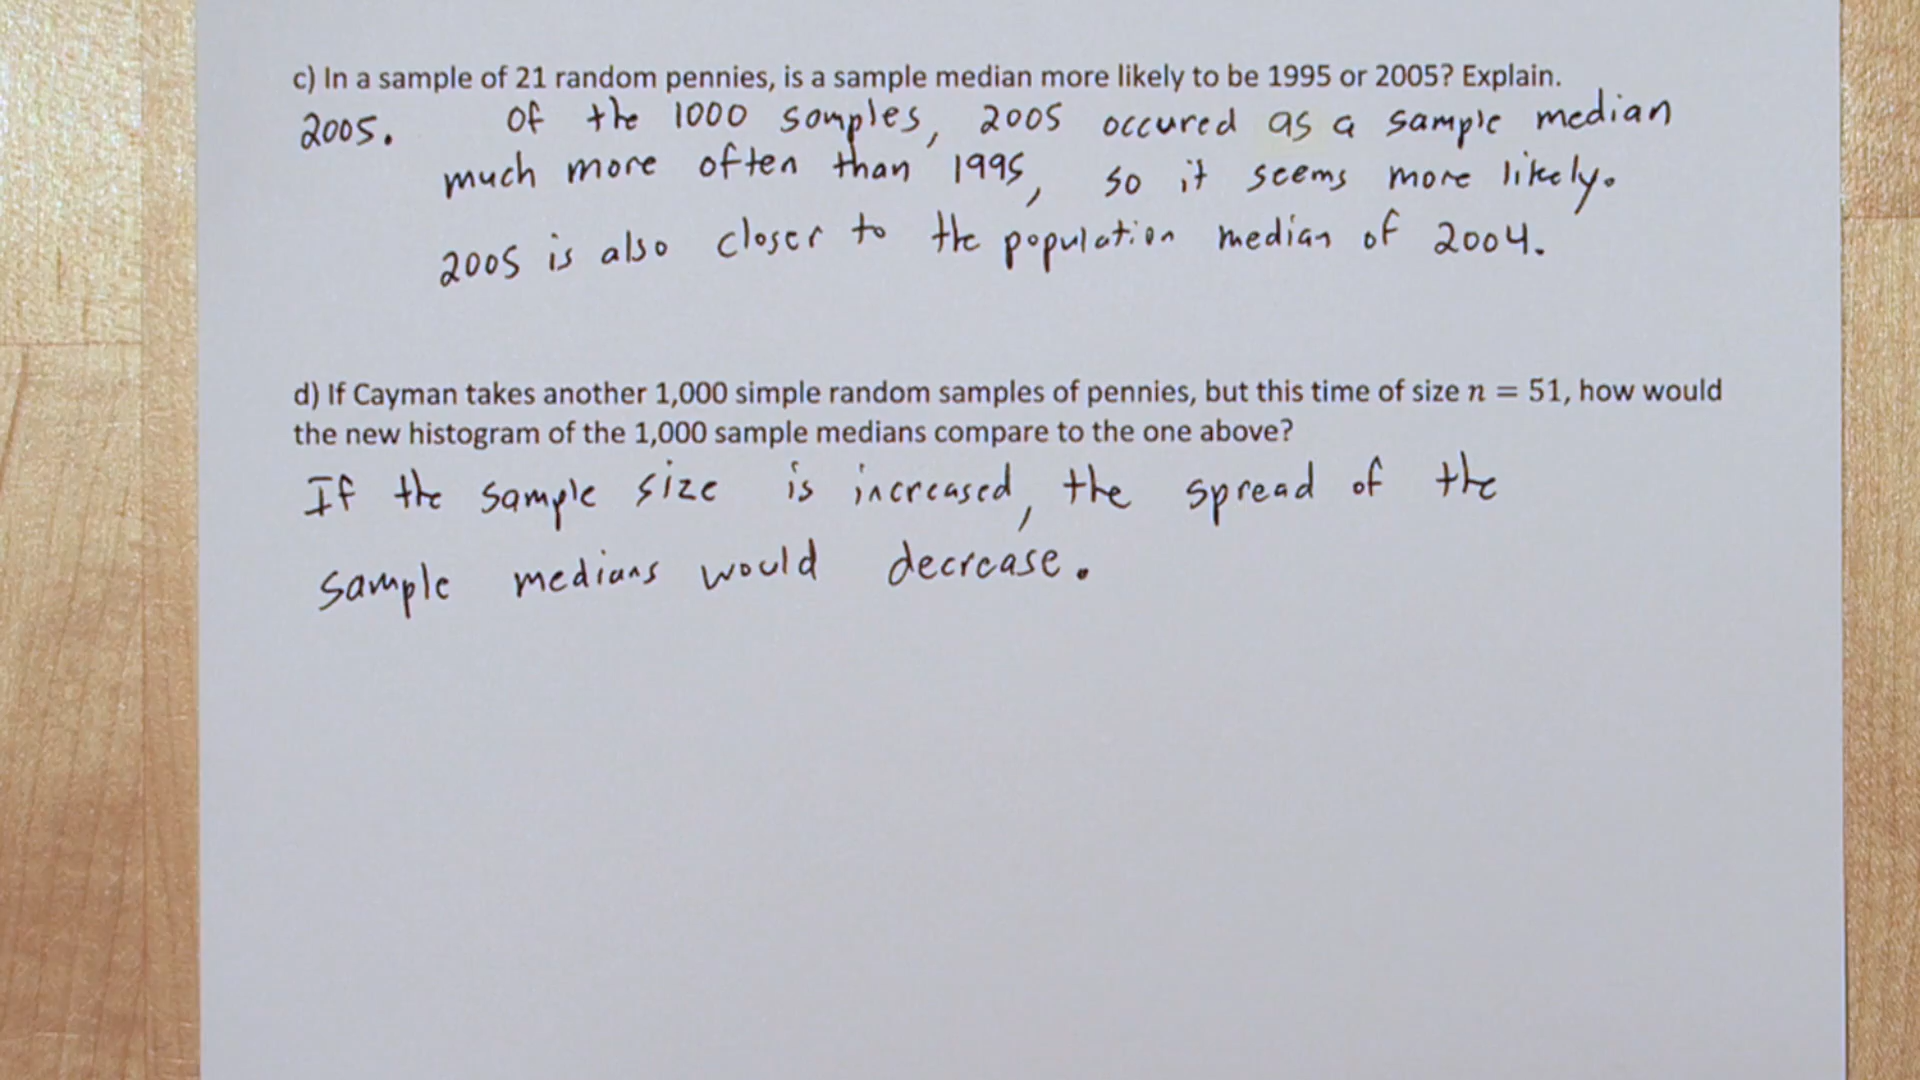 c) In a sample of 21 random pennies, is a sample median more likely to be 1995 or 2005? Explain.
2005. Of the 1000 samples, 2005 occured as a sample median
much more often than 1995, so it seems more likely.
2005 is also closer to the population median of 2004.
d) If Cayman takes another 1,000 simple random samples of pennies, but this time of size n = 51, how would
the new histogram of the 1,000 sample medians compare to the one above?
If the sample size is increased, the spread of the
sample medians would decrease.